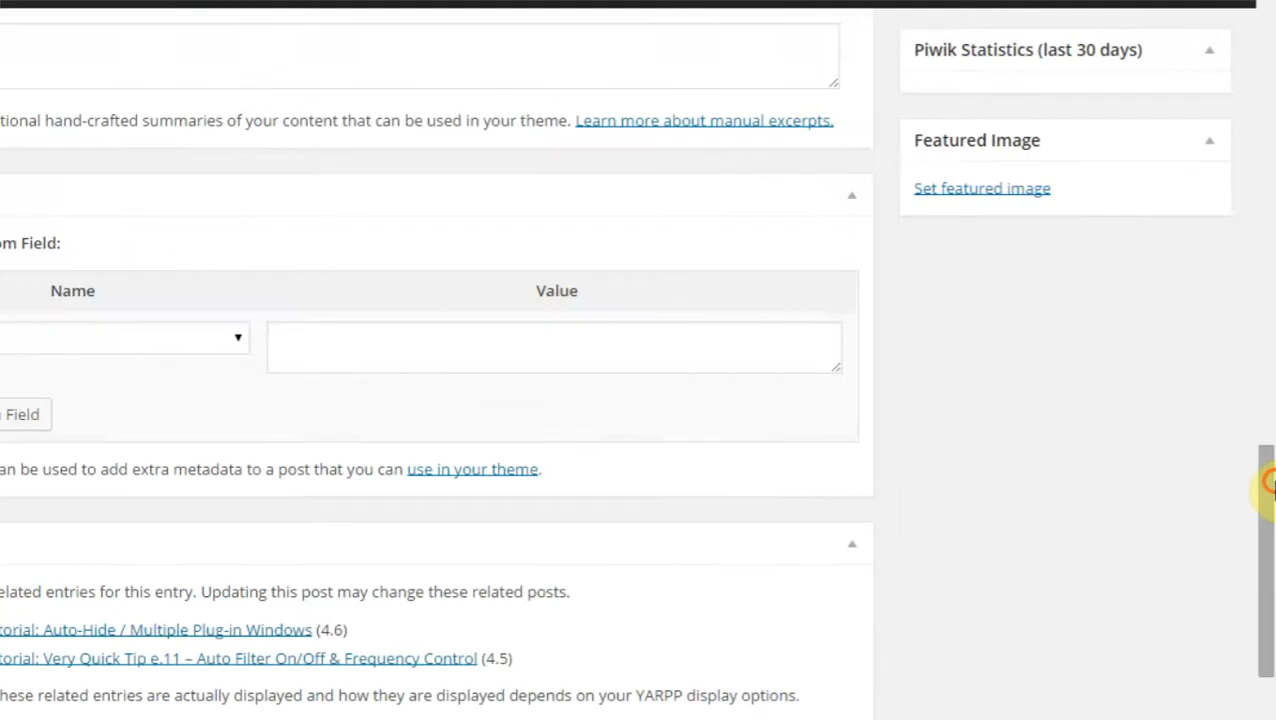 Piwik Statistics (last 30 days)
tional hand-crafted summaries of your content that can be used in your theme. Learn more about manual excerpts.
Featured Image
Set featured image
om Field:
Name Value
Field
an be used to add extra metadata to a post that you can use in your theme.
elated entries for this entry. Updating this post may change these related posts.
torial: Auto-Hide / Multiple Plug-in Windows (4.6)
torial: Very Quick Tip e.11 – Auto Filter On/Off & Frequency Control (4.5)
hese related entries are actually displayed and how they are displayed depends on your YARPP display options.